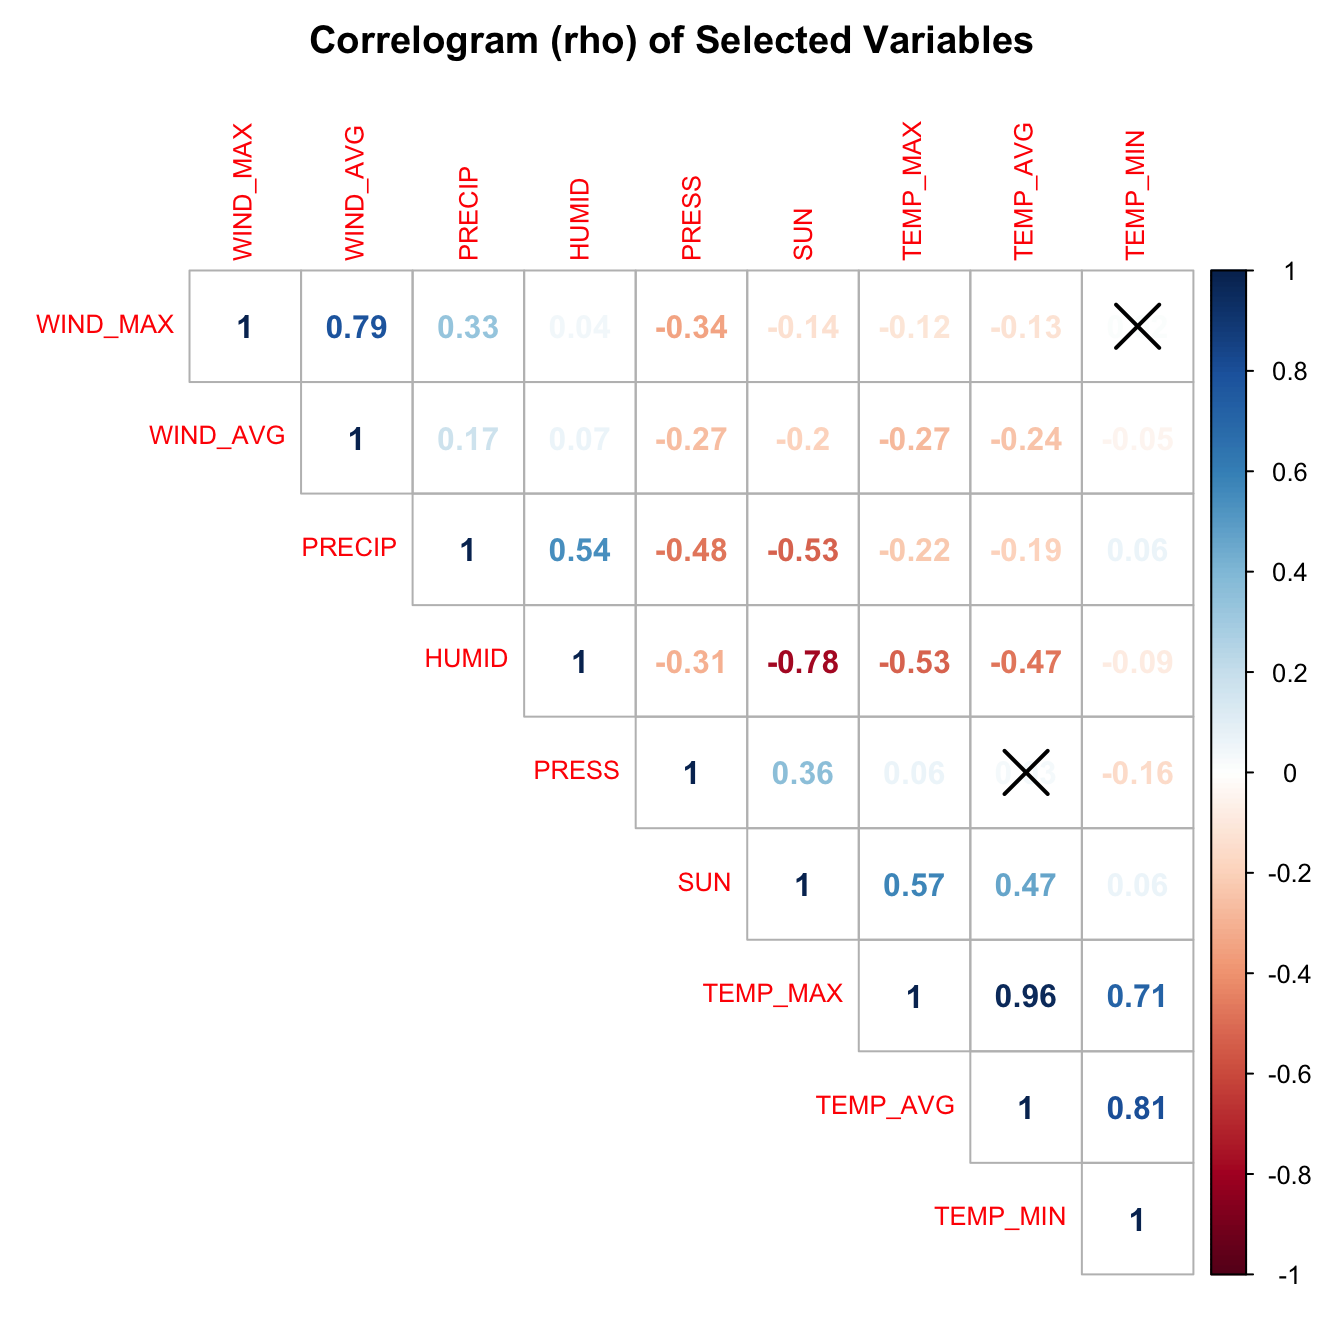 Correlogram (rho) of Selected Variables
WIND_MAX WIND_AVG PRECIP HUMID PRESS SUN TEMP_MAX TEMP_AVG TEMP_MIN
WIND_MAX 1 0.79 0.33 0.04 -0.34 -0.14 -0.12 -0.13
WIND_AVG 1 0.17 0.07 -0.27 -0.2 -0.27 -0.24 -0.05
PRECIP 1 0.54 -0.48 -0.53 -0.22 -0.19 0.06
HUMID 1 -0.31 -0.78 -0.53 -0.47 -0.09
PRESS 1 0.36 0.06 -0.16
SUN 1 0.57 0.47 0.06
TEMP_MAX 1 0.96 0.71
TEMP_AVG 1 0.81
TEMP_MIN 1
1
0.8
0.6
0.4
0.2
0
-0.2
-0.4
-0.6
-0.8
-1